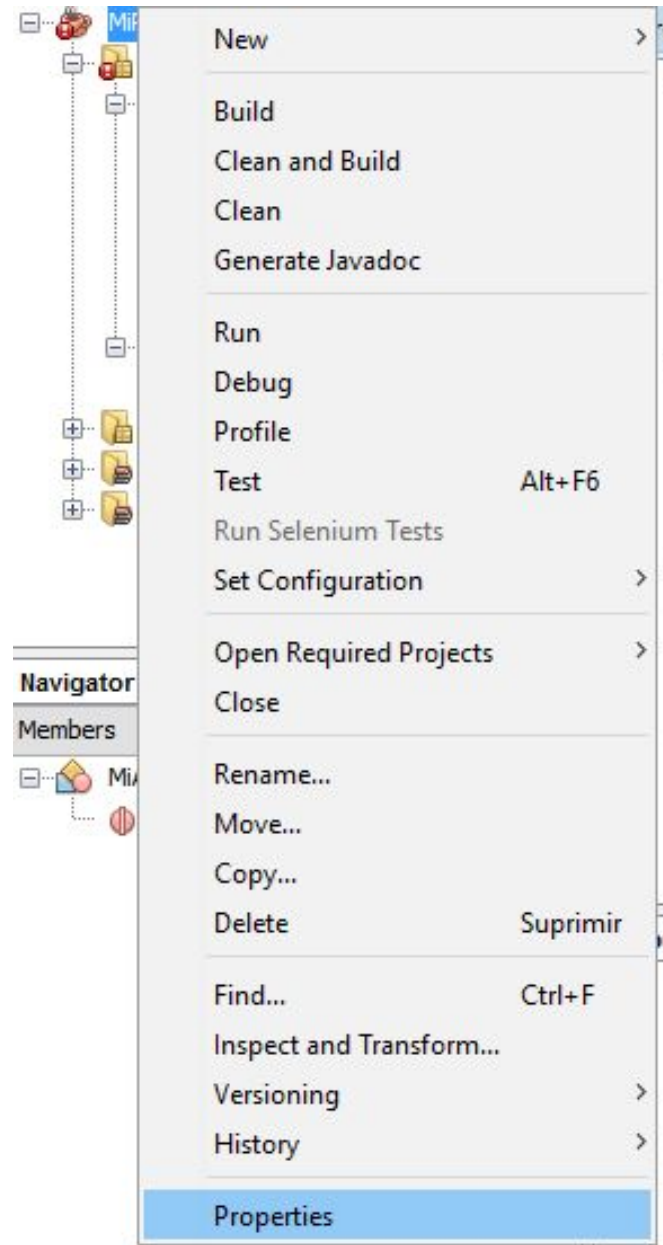 New
Build
Clean and Build
Clean
Generate Javadoc
Run
Debug
Profile
Test Alt+F6
Run Selenium Tests
Set Configuration
Open Required Projects
Close
Rename...
Move...
Copy...
Delete Suprimir
Find... Ctrl+F
Inspect and Transform...
Versioning
History
Properties
Navigator
Members